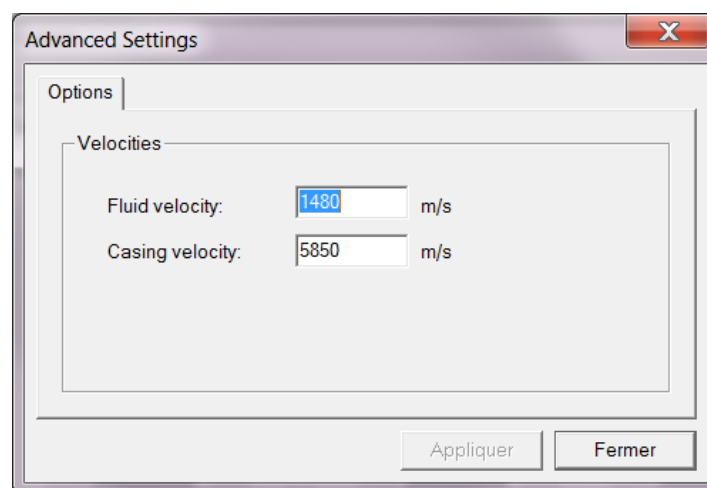 Advanced Settings
Options
Velocities
Fluid velocity: 1480 m/s
Casing velocity: 5850 m/s
Appliquer Fermer